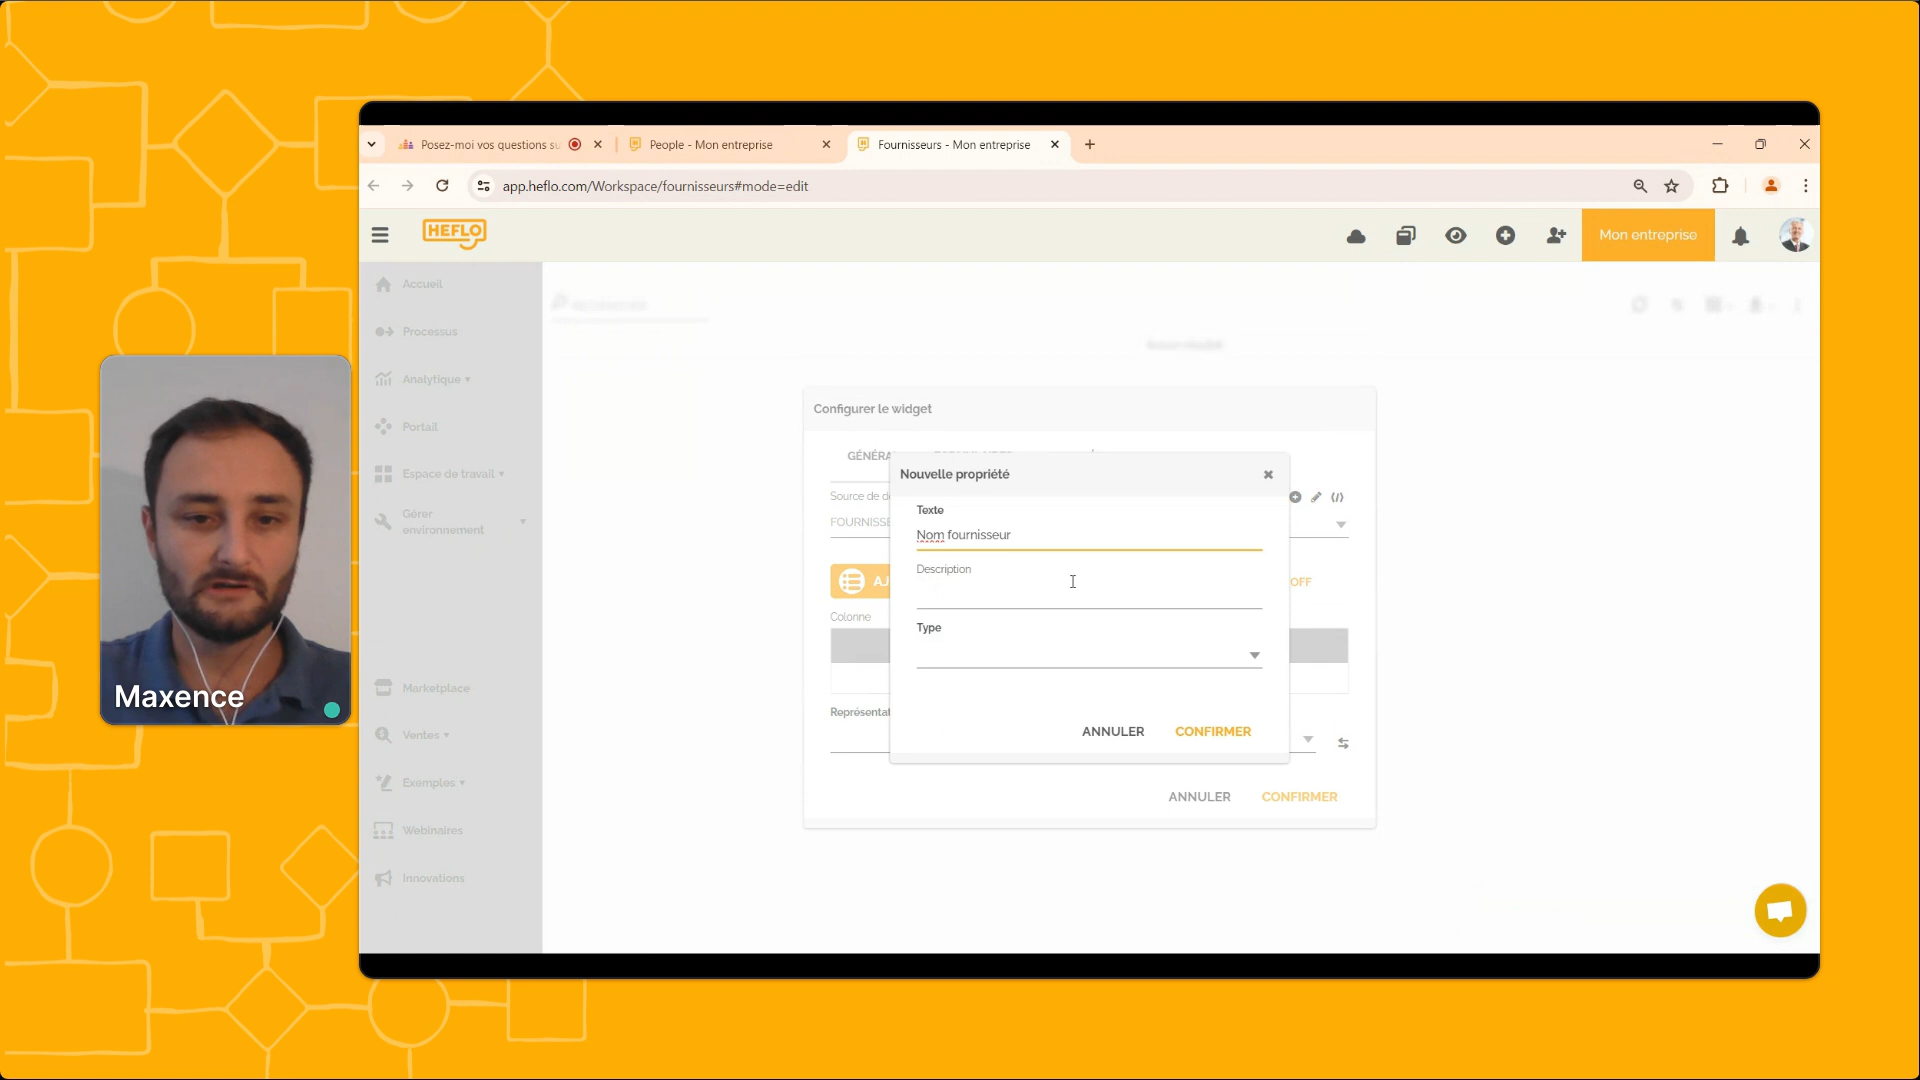 Posez-moi vos questions su
People - Mon entreprise
Fournisseurs - Mon entreprise
app.heflo.com/Workspace/fournisseurs#mode=edit
HEFLO
Mon entreprise
Accueil
Processus
Analytique
Portail
Espace de travail
Gérer
environnement
Marketplace
Ventes
Exemples
Webinaires
Innovations
Configurer le widget
GÉNÉRA
Source de d
FOURNISSE
AJ
OFF
Colonne
Représentat
ANNULER
CONFIRMER
Nouvelle propriété
Texte
Nom fournisseur
Description
Type
ANNULER
CONFIRMER
Maxence